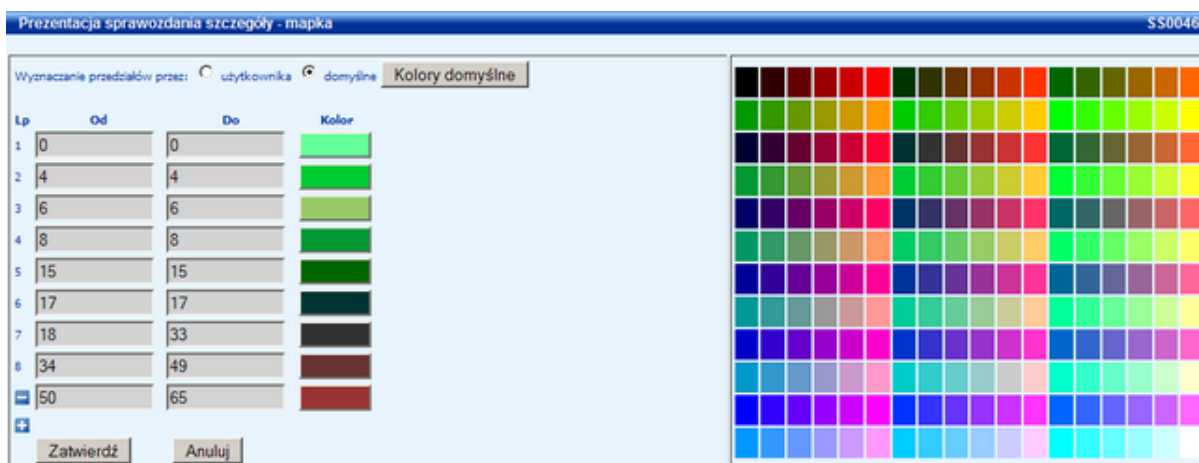 Prezentacja sprawozdania szczegóły - mapka SS0046
Wyznaczanie przedziałów przez: użytkownika domyślne Kolory domyślne
Lp Od Do Kolor
1 0 0
2 4 4
3 6 6
4 8 8
5 15 15
6 17 17
7 18 33
8 34 49
50 65
Zatwierdź Anuluj